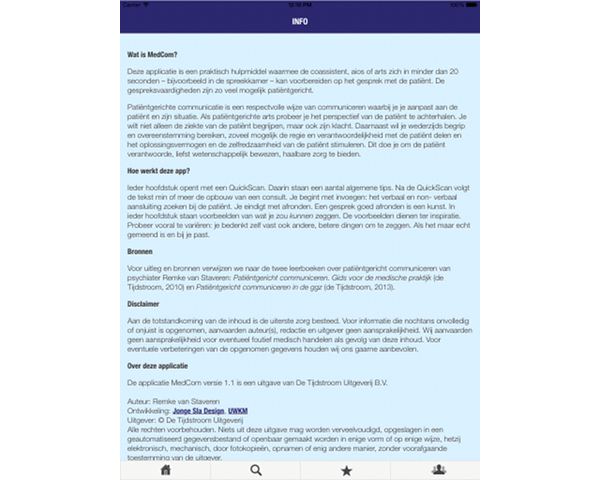 Carrier 12:18 PM 100%
INFO
Wat is MedCom?
Deze applicatie is een praktisch hulpmiddel waarmee de coassistent, aios of arts zich in minder dan 20
seconden – bijvoorbeeld in de spreekkamer – kan voorbereiden op het gesprek met de patiënt. De
gespreksvaardigheden zijn zo veel mogelijk patiëntgericht.
Patiëntgerichte communicatie is een respectvolle wijze van communiceren waarbij je je aanpast aan de
patiënt en zijn situatie. Als patiëntgerichte arts probeer je het perspectief van de patiënt te achterhalen. Je
wilt niet alleen de ziekte van de patiënt begrijpen, maar ook zijn klacht. Daarnaast wil je wederzijds begrip
en overeenstemming bereiken, zoveel mogelijk de regie en verantwoordelijkheid met de patiënt delen en
het oplossingsvermogen en de zelfredzaamheid van de patiënt stimuleren. Dit doe je om de patiënt
verantwoorde, liefst wetenschappelijk bewezen, haalbare zorg te bieden.
Hoe werkt deze app?
Ieder hoofdstuk opent met een QuickScan. Daarin staan een aantal algemene tips. Na de QuickScan volgt
de tekst min of meer de opbouw van een consult. Je begint met invoegen: het verbaal en non- verbaal
aansluiting zoeken bij de patiënt. Je eindigt met afronden. Een gesprek goed afronden is een kunst. In
ieder hoofdstuk staan voorbeelden van wat je zou kunnen zeggen. De voorbeelden dienen ter inspiratie.
Probeer vooral te variëren: je bedenkt zelf vast ook andere, betere dingen om te zeggen. Als het maar echt
gemeend is en bij je past.
Bronnen
Voor uitleg en bronnen verwijzen we naar de twee leerboeken over patiëntgericht communiceren van
psychiater Remke van Staveren: Patiëntgericht communiceren. Gids voor de medische praktijk (de
Tijdstroom, 2010) en Patiëntgericht communiceren in de ggz (de Tijdstroom, 2013).
Disclaimer
Aan de totstandkoming van de inhoud is de uiterste zorg besteed. Voor informatie die nochtans onvolledig
of onjuist is opgenomen, aanvaarden auteur(s), redactie en uitgever geen aansprakelijkheid. Wij aanvaarden
geen aansprakelijkheid voor eventueel foutief medisch handelen als gevolg van deze inhoud. Voor
eventuele verbeteringen van de opgenomen gegevens houden wij ons gaarne aanbevolen.
Over deze applicatie
De applicatie MedCom versie 1.1 is een uitgave van De Tijdstroom Uitgeverij B.V.
Auteur: Remke van Staveren
Ontwikkeling: Jonge Sla Design, UWKM
Uitgever: © De Tijdstroom Uitgeverij
Alle rechten voorbehouden. Niets uit deze uitgave mag worden verveelvoudigd, opgeslagen in een
geautomatiseerd gegevensbestand of openbaar gemaakt worden in enige vorm of op enige wijze, hetzij
elektronisch, mechanisch, door fotokopieën, opnamen of enig andere manier, zonder voorafgaande
toestemming van de uitgever.